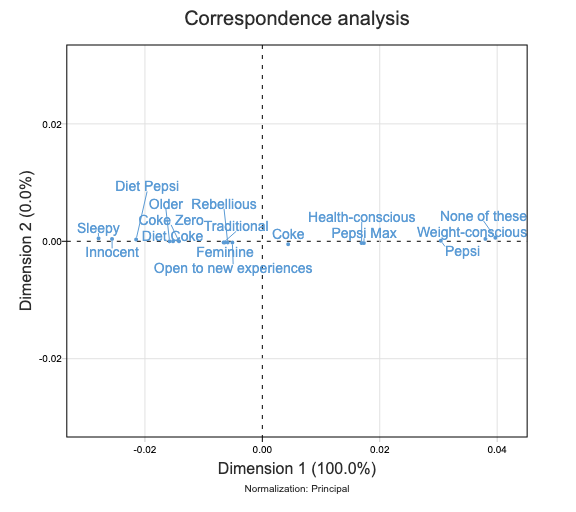 Correspondence analysis
Dimension 2 (0.0%)
0.02
0.00
-0.02
Diet Pepsi
Older
Rebellious
Coke Zero
Health-conscious
None of these
Sleepy
Diet Coke
Traditional
Coke
Pepsi Max
Weight-conscious
Innocent
Feminine
Pepsi
Open to new experiences
-0.02
0.00
0.02
0.04
Dimension 1 (100.0%)
Normalization: Principal